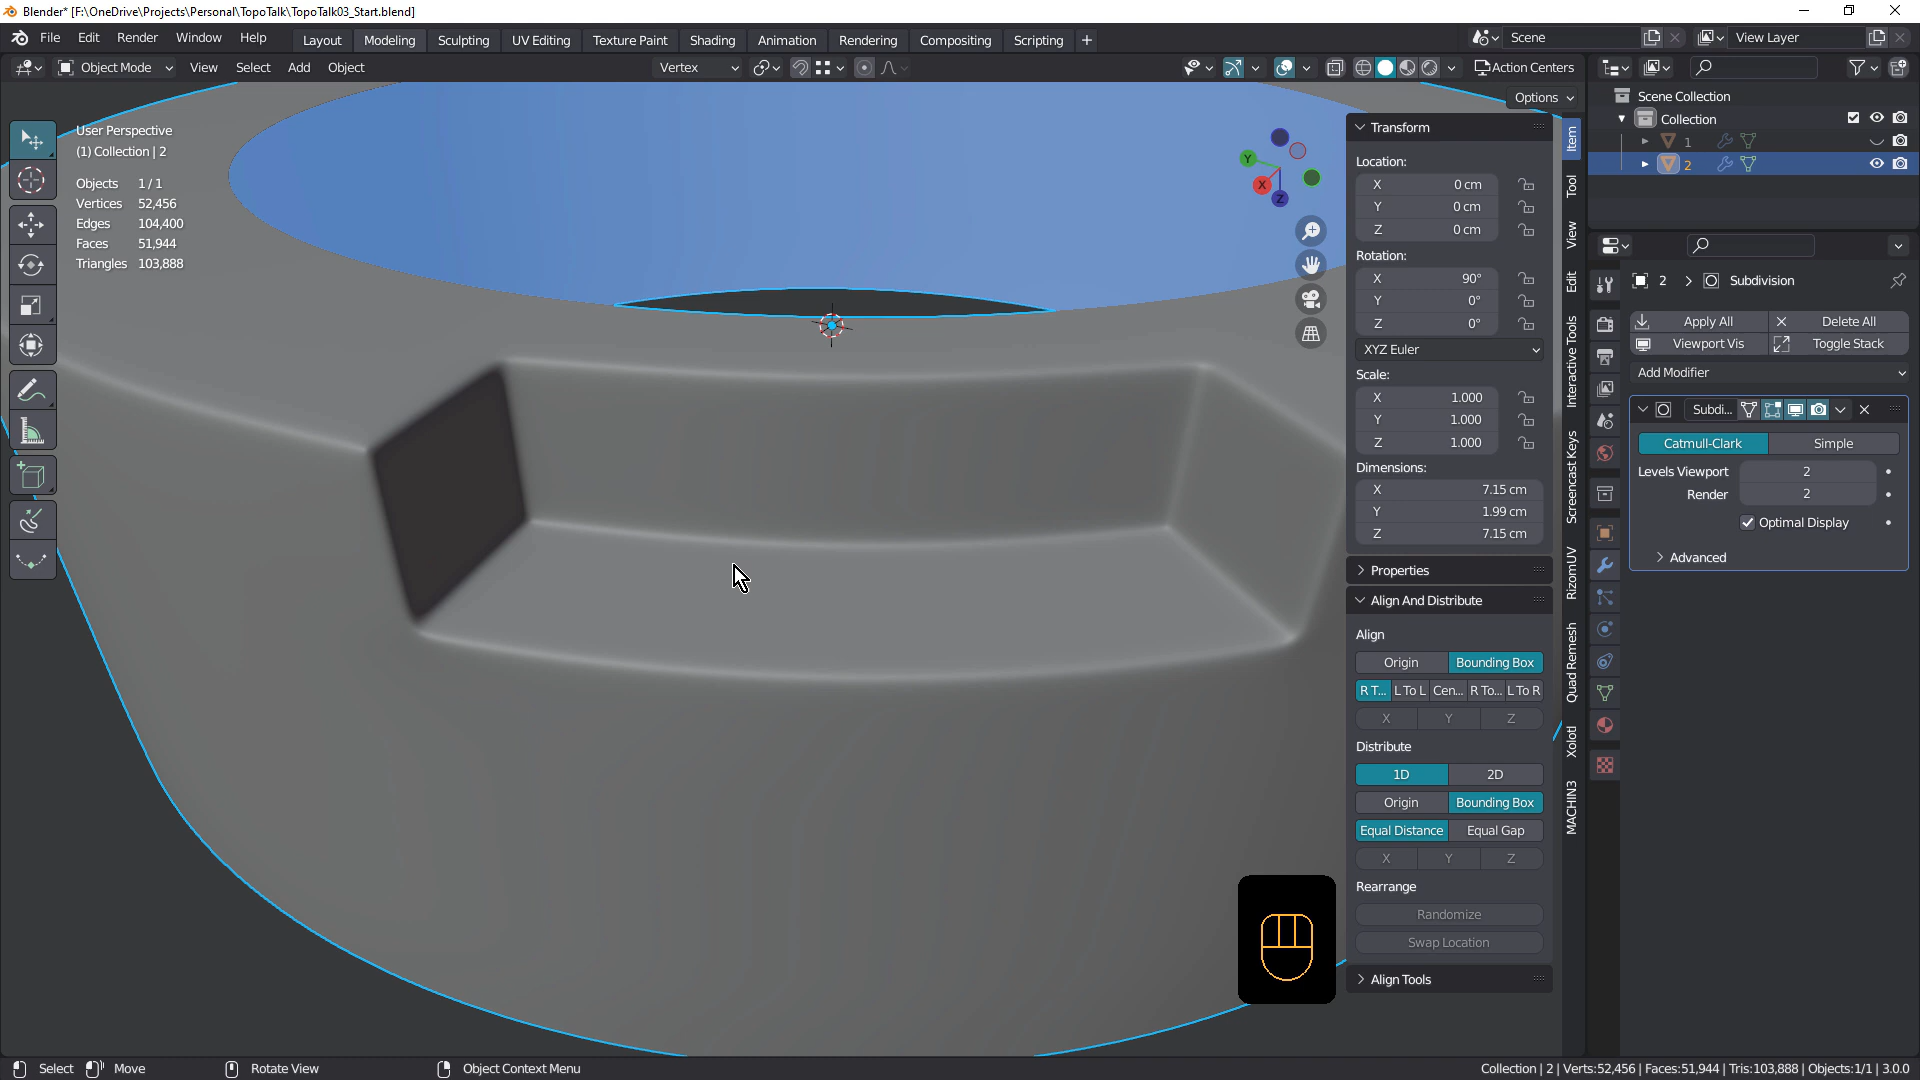 Blender* [F:\OneDrive\Projects\Personal\TopoTalk\TopoTalk03_Start.blend]
File Edit Render Window Help Layout Modeling Sculpting UV Editing Texture Paint Shading Animation Rendering Compositing Scripting + Scene View Layer
Object Mode View Select Add Object Vertex Action Centers
Options
User Perspective
(1) Collection | 2
Objects 1 / 1
Vertices 52,456
Edges 104,400
Faces 51,944
Triangles 103,888
Y
X
Z
Transform
Location:
X 0 cm
Y 0 cm
Z 0 cm
Rotation:
X 90°
Y 0°
Z 0°
XYZ Euler
Scale:
X 1.000
Y 1.000
Z 1.000
Dimensions:
X 7.15 cm
Y 1.99 cm
Z 7.15 cm
Properties
Align And Distribute
Align
Origin Bounding Box
R T... L To L Cen... R To... L To R
X Y Z
Distribute
1D 2D
Origin Bounding Box
Equal Distance Equal Gap
X Y Z
Rearrange
Randomize
Swap Location
Align Tools
Item
Tool
View
Edit
Interactive Tools
Screencast Keys
RizomUV
Quad Remesh
Xolotl
MACHIN3
Scene Collection
Collection
1
2
2 > Subdivision
Apply All Delete All
Viewport Vis Toggle Stack
Add Modifier
Subdi...
Catmull-Clark Simple
Levels Viewport 2
Render 2
Optimal Display
Advanced
Select Move Rotate View Object Context Menu Collection | 2 | Verts:52,456 | Faces:51,944 | Tris:103,888 | Objects:1/1 | 3.0.0